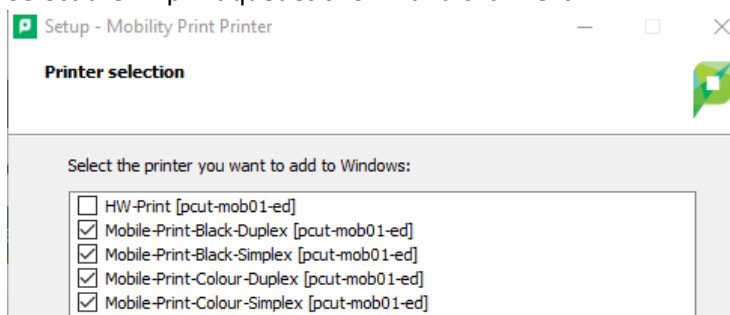 Setup - Mobility Print Printer
Printer selection
Select the printer you want to add to Windows:
HW-Print [pcut-mob01-ed]
Mobile-Print-Black-Duplex [pcut-mob01-ed]
Mobile-Print-Black-Simplex [pcut-mob01-ed]
Mobile-Print-Colour-Duplex [pcut-mob01-ed]
Mobile-Print-Colour-Simplex [pcut-mob01-ed]